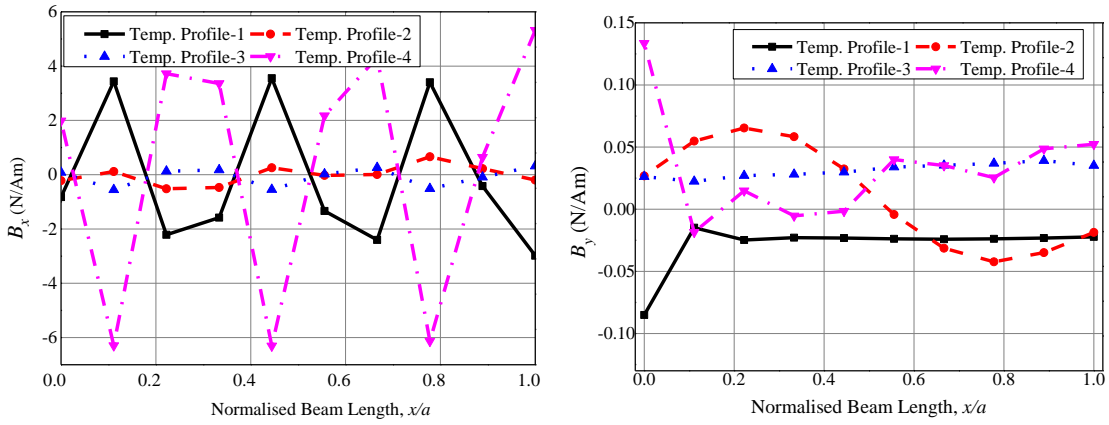 6
4
2
0
-2
-4
-6
B_x (N/Am)
Temp. Profile-1
Temp. Profile-2
Temp. Profile-3
Temp. Profile-4
0.0
0.2
0.4
0.6
0.8
1.0
Normalised Beam Length, x/a
0.15
0.10
0.05
0.00
-0.05
-0.10
B_y (N/Am)
Temp. Profile-1
Temp. Profile-2
Temp. Profile-3
Temp. Profile-4
0.0
0.2
0.4
0.6
0.8
1.0
Normalised Beam Length, x/a